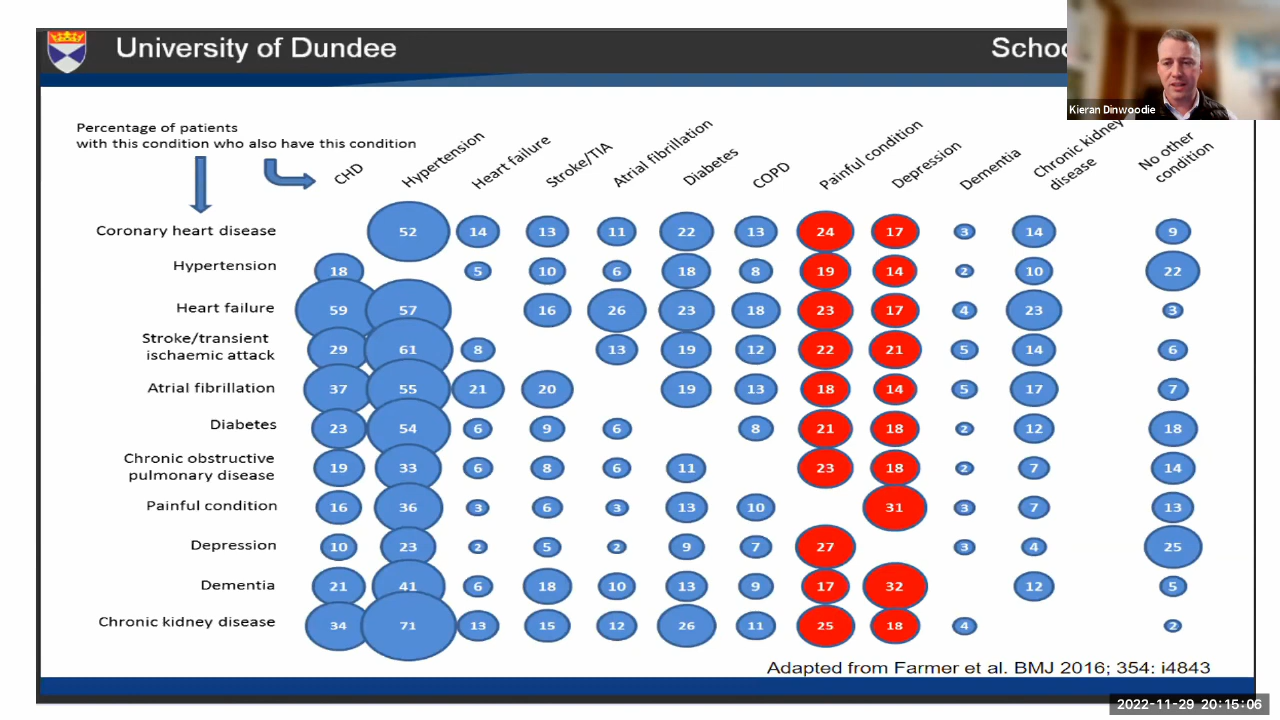 University of Dundee
Schoo
Kieran Dinwoodie
Percentage of patients
with this condition who also have this condition
CHD
Hypertension
Heart failure
Stroke/TIA
Atrial fibrillation
Diabetes
COPD
Painful condition
Depression
Dementia
Chronic kidney
disease
No other
condition
Coronary heart disease 52 14 13 11 22 13 24 17 3 14 9
Hypertension 18 5 10 6 18 8 19 14 2 10 22
Heart failure 59 57 16 26 23 18 23 17 4 23 3
Stroke/transient
ischaemic attack 29 61 8 13 19 12 22 21 5 14 6
Atrial fibrillation 37 55 21 20 19 13 18 14 5 17 7
Diabetes 23 54 6 9 6 8 21 18 2 12 18
Chronic obstructive
pulmonary disease 19 33 6 8 6 11 23 18 2 7 14
Painful condition 16 36 3 6 3 13 10 31 3 7 13
Depression 10 23 2 5 2 9 7 27 3 4 25
Dementia 21 41 6 18 10 13 9 17 32 12 5
Chronic kidney disease 34 71 13 15 12 26 11 25 18 4 2
Adapted from Farmer et al. BMJ 2016; 354: i4843
2022-11-29 20:15:06